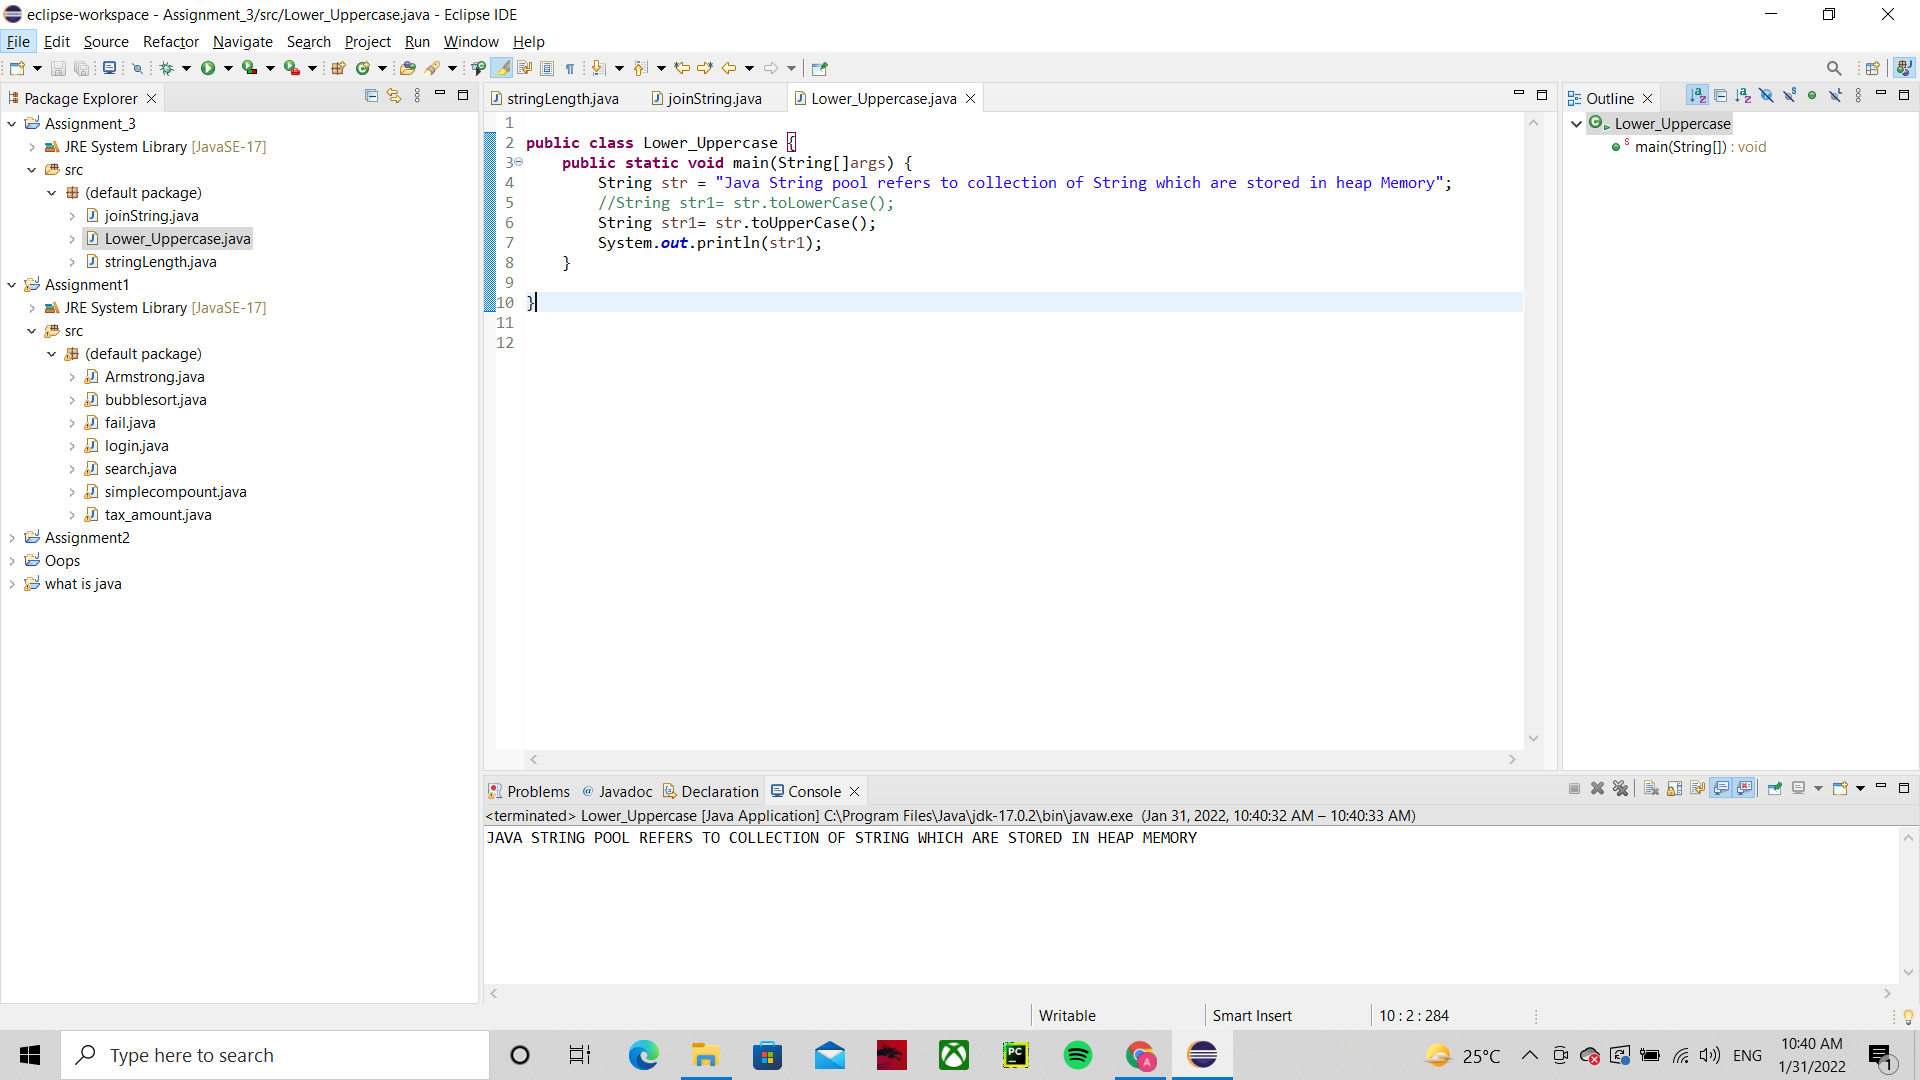 eclipse-workspace - Assignment_3/src/Lower_Uppercase.java - Eclipse IDE
File Edit Source Refactor Navigate Search Project Run Window Help
Package Explorer
Assignment_3
JRE System Library [JavaSE-17]
src
(default package)
joinString.java
Lower_Uppercase.java
stringLength.java
Assignment1
JRE System Library [JavaSE-17]
src
(default package)
Armstrong.java
bubblesort.java
fail.java
login.java
search.java
simplecompount.java
tax_amount.java
Assignment2
Oops
what is java
stringLength.java joinString.java Lower_Uppercase.java
1
2 public class Lower_Uppercase {
3 public static void main(String[]args) {
4 String str = "Java String pool refers to collection of String which are stored in heap Memory";
5 //String str1= str.toLowerCase();
6 String str1= str.toUpperCase();
7 System.out.println(str1);
8 }
9
10 }
11
12
Outline
Lower_Uppercase
main(String[]) : void
Problems @ Javadoc Declaration Console
<terminated> Lower_Uppercase [Java Application] C:\Program Files\Java\jdk-17.0.2\bin\javaw.exe (Jan 31, 2022, 10:40:32 AM – 10:40:33 AM)
JAVA STRING POOL REFERS TO COLLECTION OF STRING WHICH ARE STORED IN HEAP MEMORY
Writable Smart Insert 10 : 2 : 284
Type here to search
PC
A
25°C ENG
10:40 AM
1/31/2022
1